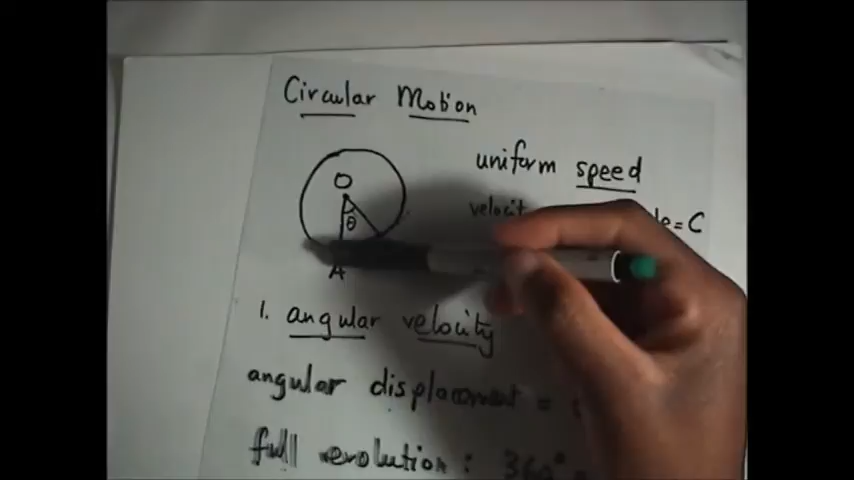 Circular Motion
O
θ
A
uniform speed
= C
1. angular velocity
angular displacement =
full revolution : 360° =